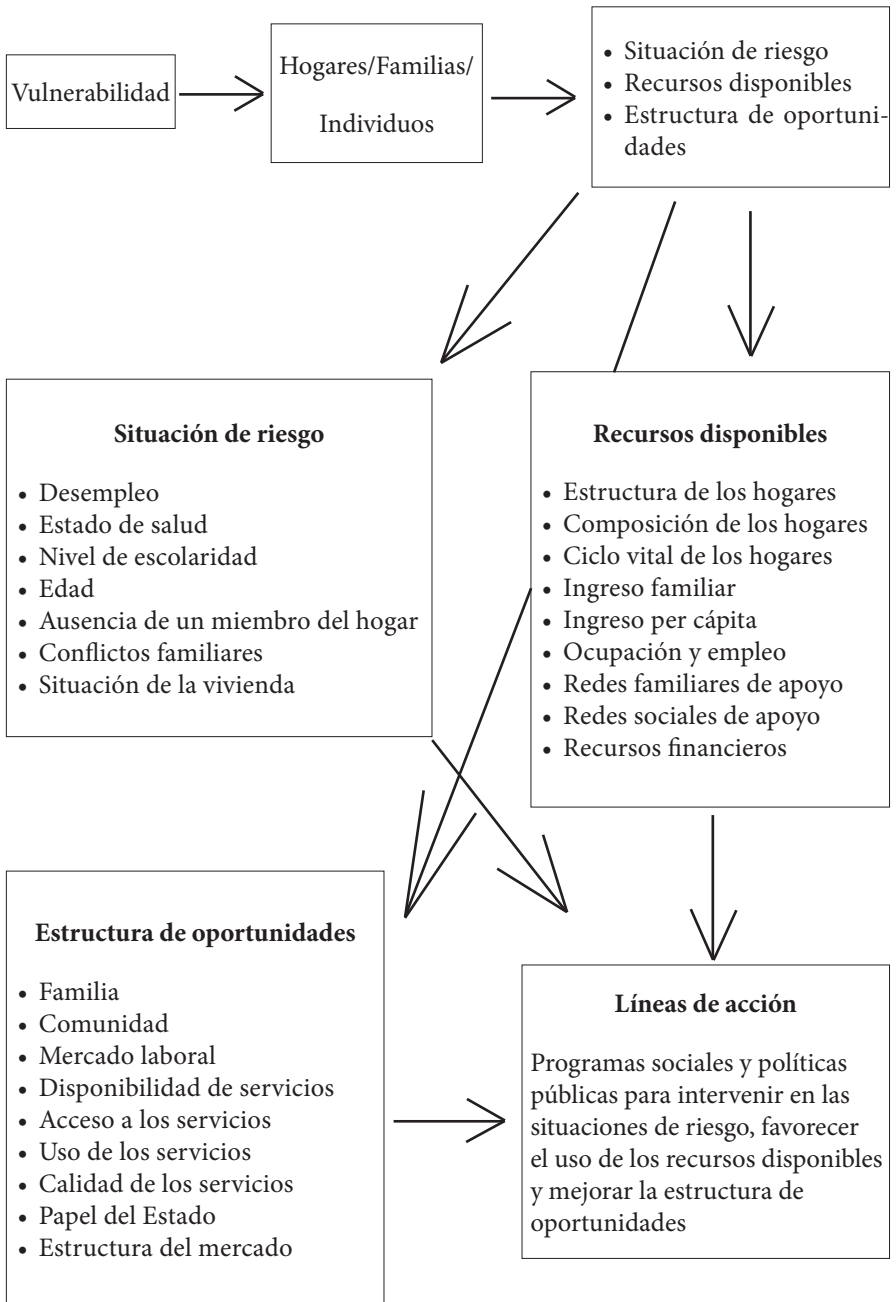 Vulnerabilidad
Hogares/Familias/
Individuos
• Situación de riesgo
• Recursos disponibles
• Estructura de oportuni-
dades
Situación de riesgo
• Desempleo
• Estado de salud
• Nivel de escolaridad
• Edad
• Ausencia de un miembro del hogar
• Conflictos familiares
• Situación de la vivienda
Recursos disponibles
• Estructura de los hogares
• Composición de los hogares
• Ciclo vital de los hogares
• Ingreso familiar
• Ingreso per cápita
• Ocupación y empleo
• Redes familiares de apoyo
• Redes sociales de apoyo
• Recursos financieros
Estructura de oportunidades
• Familia
• Comunidad
• Mercado laboral
• Disponibilidad de servicios
• Acceso a los servicios
• Uso de los servicios
• Calidad de los servicios
• Papel del Estado
• Estructura del mercado
Líneas de acción
Programas sociales y políticas
públicas para intervenir en las
situaciones de riesgo, favorecer
el uso de los recursos disponibles
y mejorar la estructura de
oportunidades